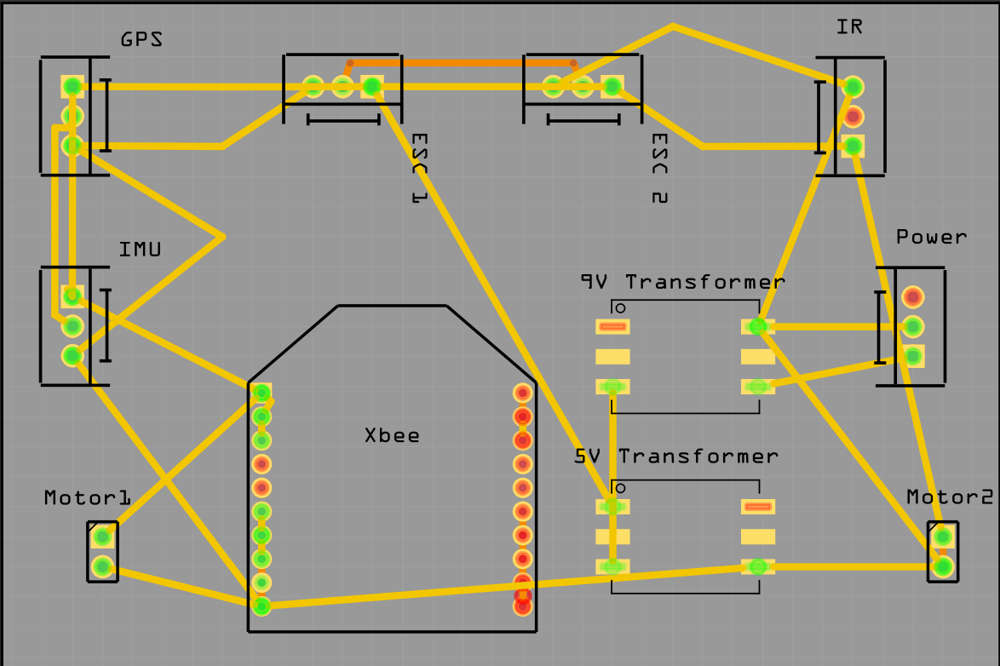 GPS
IR
ESC 1
ESC 2
Power
IMU
9V Transformer
Xbee
5V Transformer
Motor1
Motor2